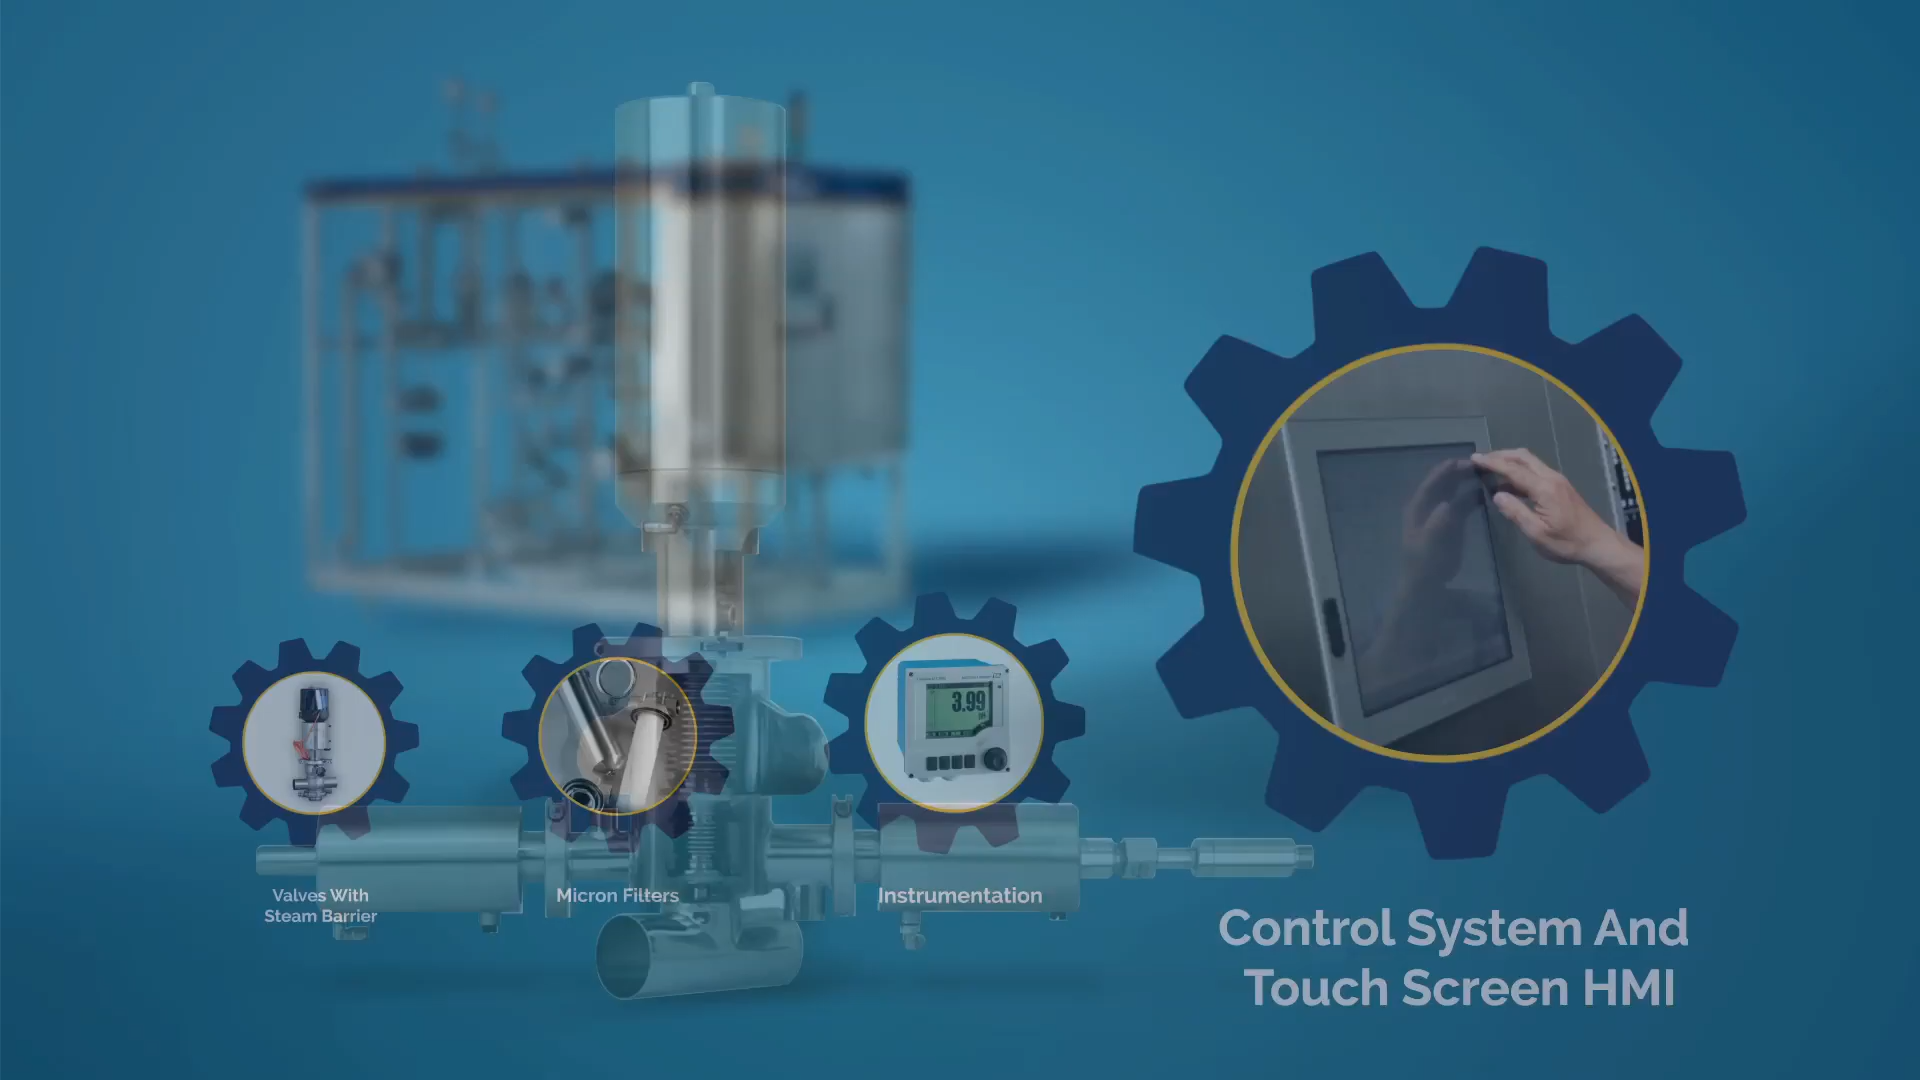 3.99
Valves With
Steam Barrier
Micron Filters
Instrumentation
Control System And
Touch Screen HMI